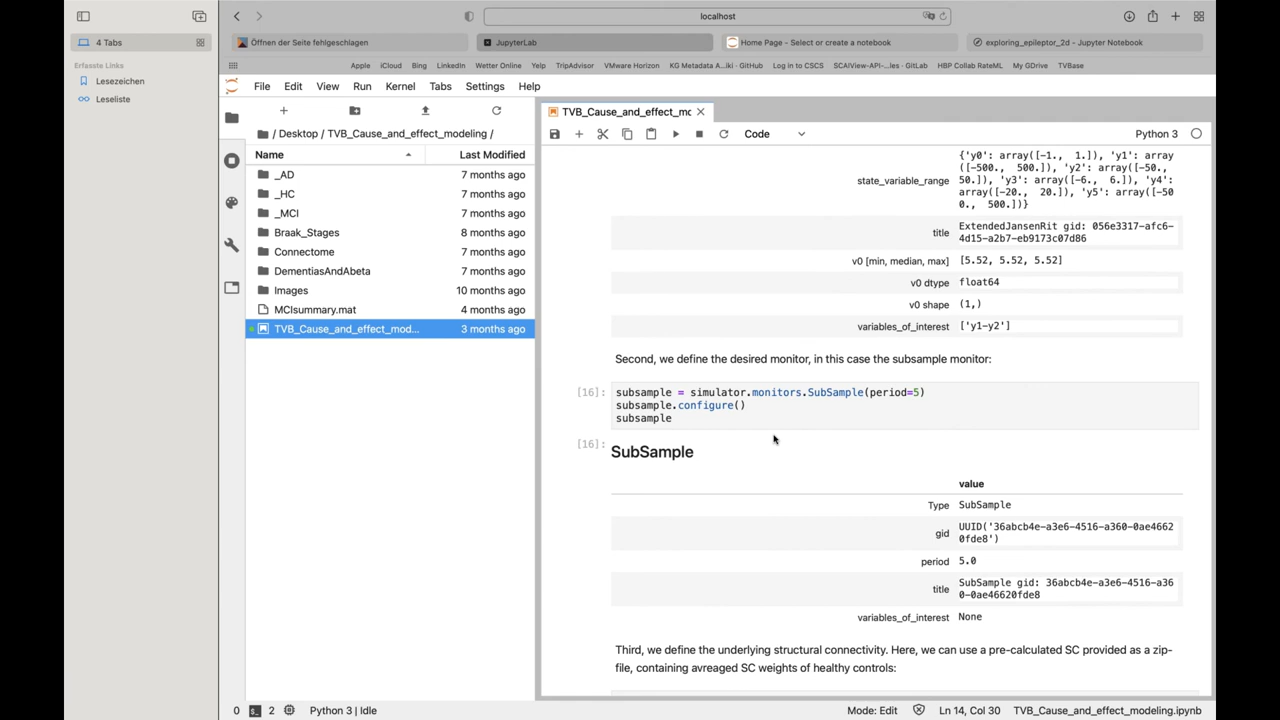 localhost
4 Tabs
Erfasste Links
Lesezeichen
Leseliste
Öffnen der Seite fehlgeschlagen
JupyterLab
Home Page - Select or create a notebook
exploring_epileptor_2d - Jupyter Notebook
Apple iCloud Bing LinkedIn Wetter Online Yelp TripAdvisor VMware Horizon KG Metadata A...iki · GitHub Log in to CSCS SCAIView-API-...ies · GitLab HBP Collab RateML My GDrive TVBase
File Edit View Run Kernel Tabs Settings Help
/ Desktop / TVB_Cause_and_effect_modeling /
Name Last Modified
_AD 7 months ago
_HC 7 months ago
_MCI 7 months ago
Braak_Stages 8 months ago
Connectome 7 months ago
DementiasAndAbeta 7 months ago
Images 10 months ago
MCIsummary.mat 4 months ago
TVB_Cause_and_effect_mod... 3 months ago
TVB_Cause_and_effect_mc
Code
Python 3
{'y0': array([-1., 1.]), 'y1': array
([-500., 500.]), 'y2': array([-50.,
state_variable_range 50.]), 'y3': array([-6., 6.]), 'y4':
array([-20., 20.]), 'y5': array([-50
0., 500.])}
title ExtendedJansenRit gid: 056e3317-afc6-
4d15-a2b7-eb9173c07d86
v0 [min, median, max] [5.52, 5.52, 5.52]
v0 dtype float64
v0 shape (1,)
variables_of_interest ['y1-y2']
Second, we define the desired monitor, in this case the subsample monitor:
[16]: subsample = simulator.monitors.SubSample(period=5)
subsample.configure()
subsample
[16]: SubSample
value
Type SubSample
gid UUID('36abcb4e-a3e6-4516-a360-0ae4662
0fde8')
period 5.0
title SubSample gid: 36abcb4e-a3e6-4516-a36
0-0ae46620fde8
variables_of_interest None
Third, we define the underlying structural connectivity. Here, we can use a pre-calculated SC provided as a zip-
file, containing avreaged SC weights of healthy controls:
0 2 Python 3 | Idle
Mode: Edit Ln 14, Col 30 TVB_Cause_and_effect_modeling.ipynb